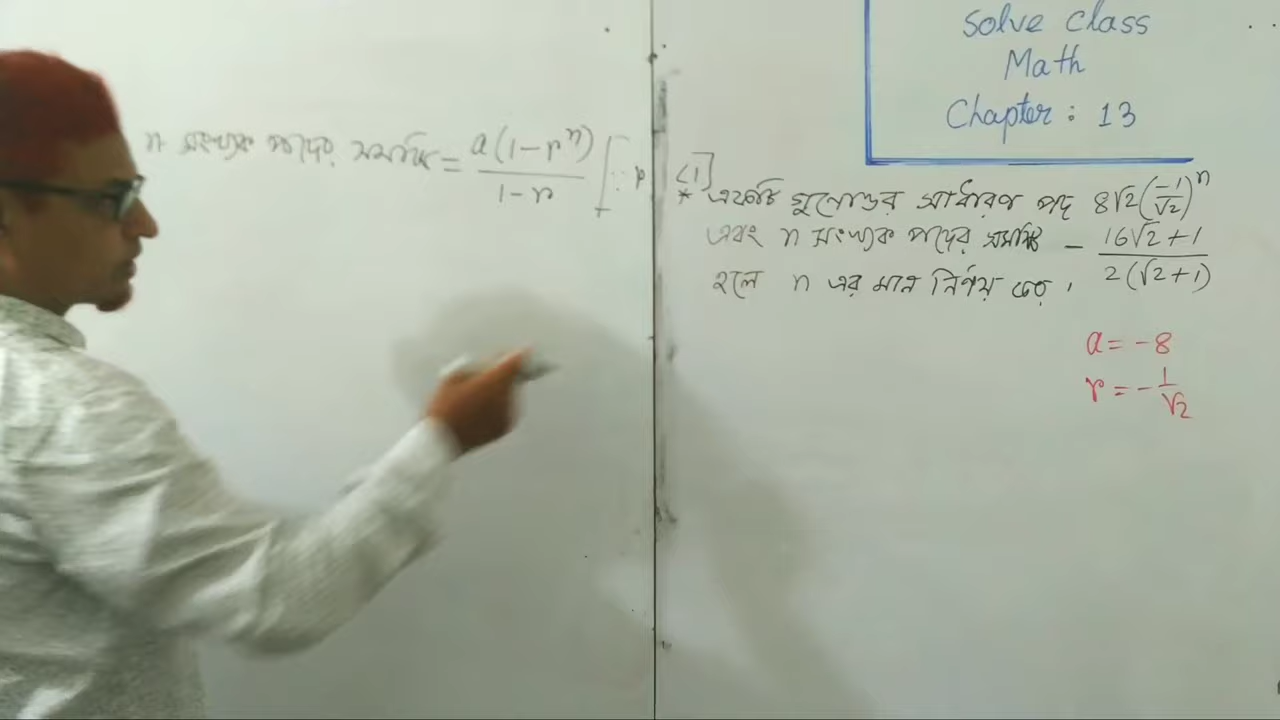 n সংখ্যক পদের সমষ্টি = a(1-rⁿ)/(1-r) [∵ r
Solve Class
Math
Chapter : 13
(1]
* একটি গুণোত্তর সাধারণ পদ 8√2(-1/√2)ⁿ
এবং n সংখ্যক পদের সমষ্টি - (16√2+1)/(2(√2+1))
হলে n এর মান নির্ণয় কর ।
a = -8
r = -1/√2